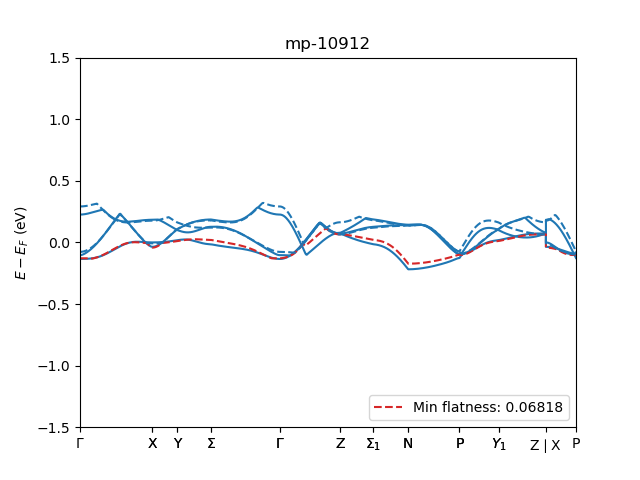 mp-10912
1.5
1.0
0.5
0.0
−0.5
−1.0
−1.5
E − E_F (eV)
Min flatness: 0.06818
Γ X Y Σ Γ Z Σ₁ N P Y₁ Z | X P